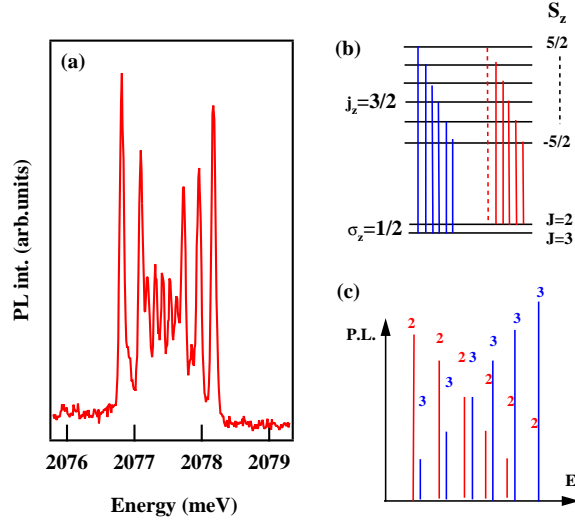 (a)
PL int. (arb.units)
2076
2077
2078
2079
Energy (meV)
S_z
(b)
5/2
j_z=3/2
-5/2
σ_z=1/2
J=2
J=3
(c)
P.L.
2
3
2
3
2
3
2
3
2
3
2
3
E